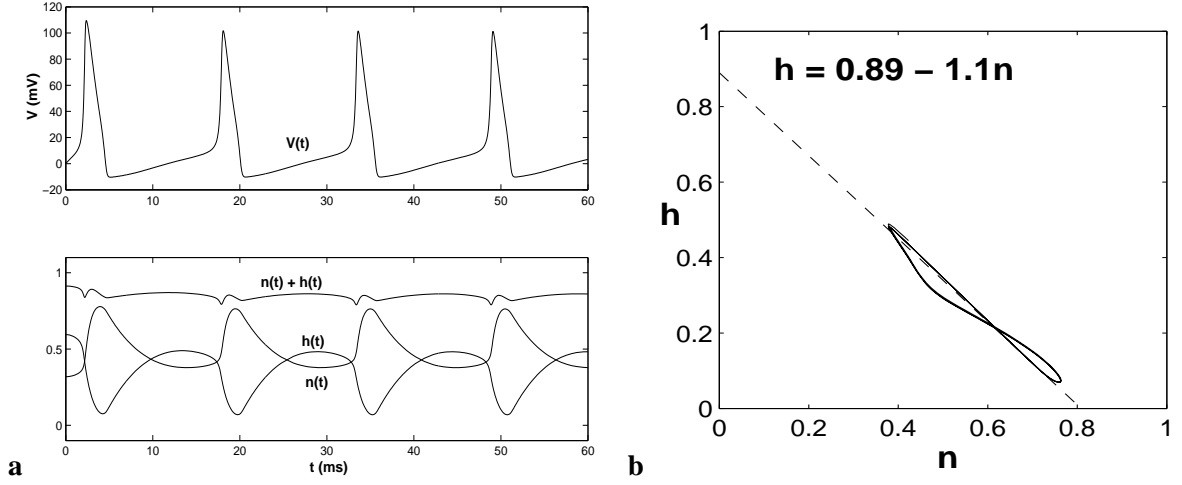 120
100
80
60
40
20
0
−20
V (mV)
V(t)
0 10 20 30 40 50 60
1
0.5
0
n(t) + h(t)
h(t)
n(t)
0 10 20 30 40 50 60
t (ms)
a
h = 0.89 − 1.1n
1
0.8
0.6
0.4
0.2
0
h
0 0.2 0.4 0.6 0.8 1
n
b